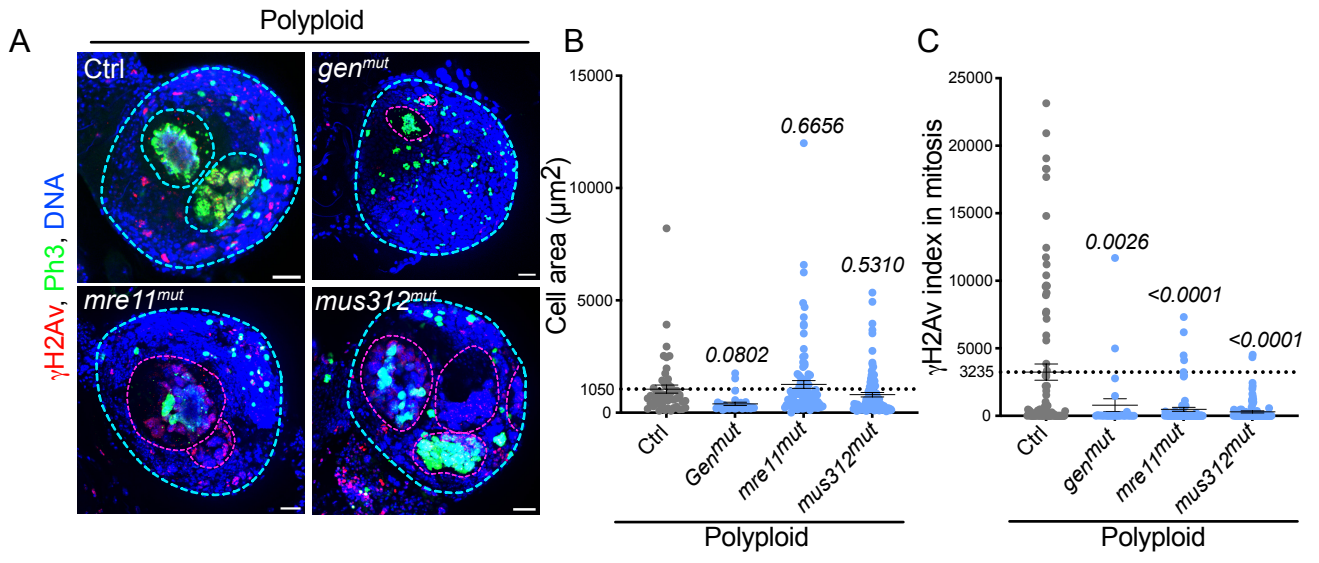 Polyploid
A
γH2Av, Ph3, DNA
Ctrl
gen^mut
mre11^mut
mus312^mut
B
Cell area (μm²)
15000
10000
5000
1050
0
0.0802
0.6656
0.5310
Ctrl
Gen^mut
mre11^mut
mus312^mut
Polyploid
C
γH2Av index in mitosis
25000
20000
15000
10000
5000
3235
0
0.0026
<0.0001
<0.0001
Ctrl
gen^mut
mre11^mut
mus312^mut
Polyploid